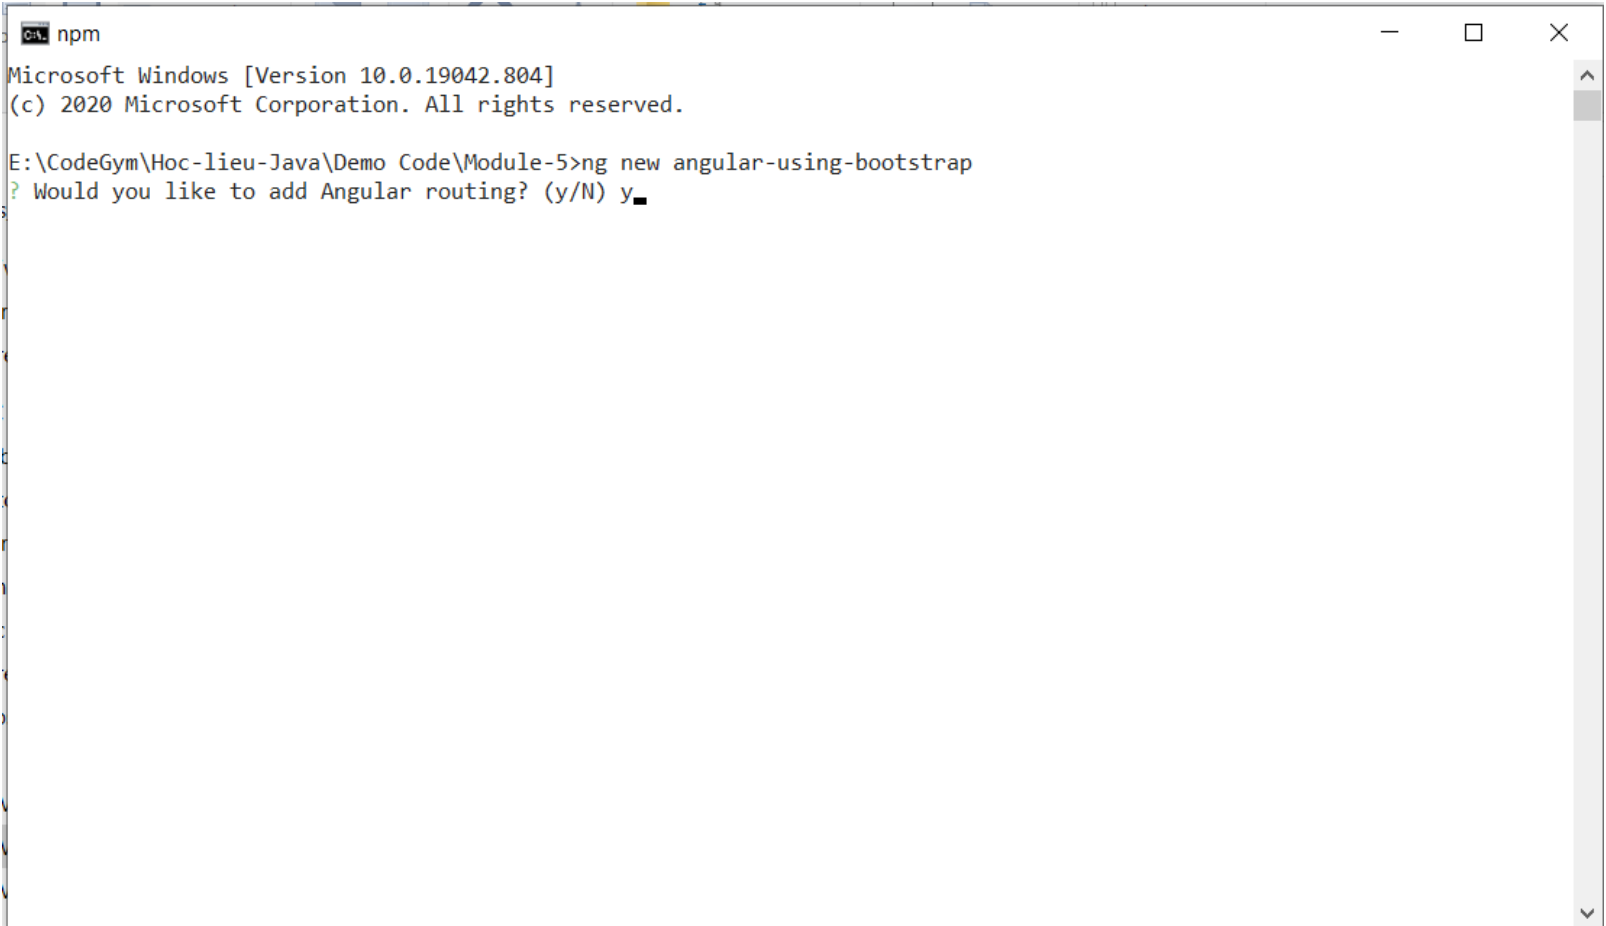 npm
Microsoft Windows [Version 10.0.19042.804]
(c) 2020 Microsoft Corporation. All rights reserved.
E:\CodeGym\Hoc-lieu-Java\Demo Code\Module-5>ng new angular-using-bootstrap
? Would you like to add Angular routing? (y/N) y